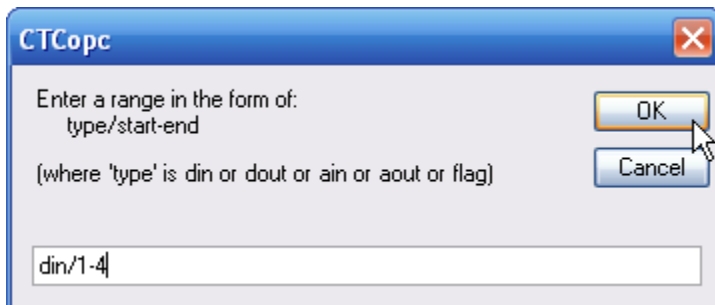 CTCopc
Enter a range in the form of:
type/start-end
(where 'type' is din or dout or ain or aout or flag)
OK
Cancel
din/1-4